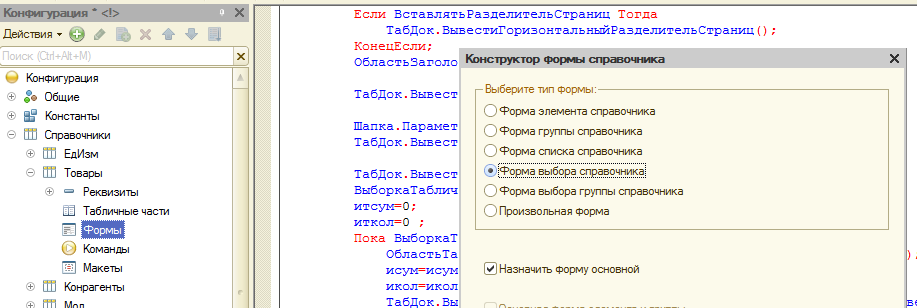 Конфигурация * <!>
Действия
Поиск (Ctrl+Alt+M)
Конфигурация
Общие
Константы
Справочники
ЕдИзм
Товары
Реквизиты
Табличные части
Формы
Команды
Макеты
Конрагенты
Мол
Если ВставлятьРазделительСтраниц Тогда
ТабДок.ВывестиГоризонтальныйРазделительСтраниц();
КонецЕсли;
ОбластьЗаголо
ТабДок.Вывест
Шапка.Парамет
ТабДок.Вывест
ТабДок.Вывест
ВыборкаТаблич
итсум=0;
иткол=0 ;
Пока ВыборкаТ
ОбластьТа
исум=исум
икол=икол
ТабДок.Вы
Конструктор формы справочника
Выберите тип формы:
Форма элемента справочника
Форма группы справочника
Форма списка справочника
Форма выбора справочника
Форма выбора группы справочника
Произвольная форма
Назначить форму основной